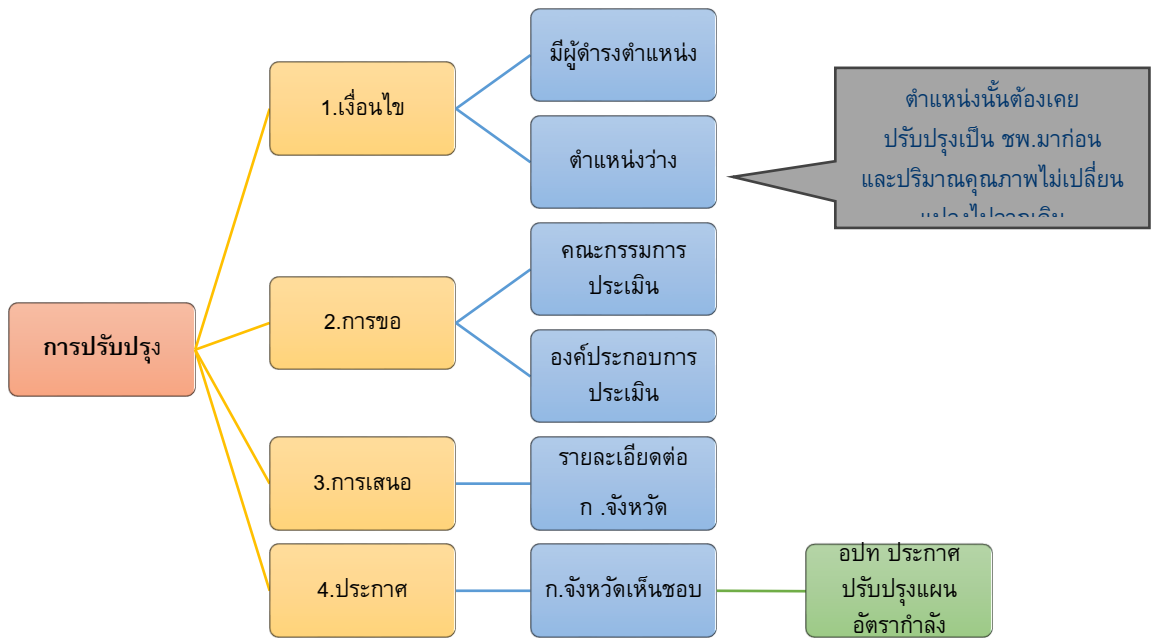 การปรับปรุง
1.เงื่อนไข
มีผู้ดำรงตำแหน่ง
ตำแหน่งว่าง
ตำแหน่งนั้นต้องเคย
ปรับปรุงเป็น ชพ.มาก่อน
และปริมาณคุณภาพไม่เปลี่ยน
2.การขอ
คณะกรรมการ
ประเมิน
องค์ประกอบการ
ประเมิน
3.การเสนอ
รายละเอียดต่อ
ก .จังหวัด
4.ประกาศ
ก.จังหวัดเห็นชอบ
อปท ประกาศ
ปรับปรุงแผน
อัตรากำลัง